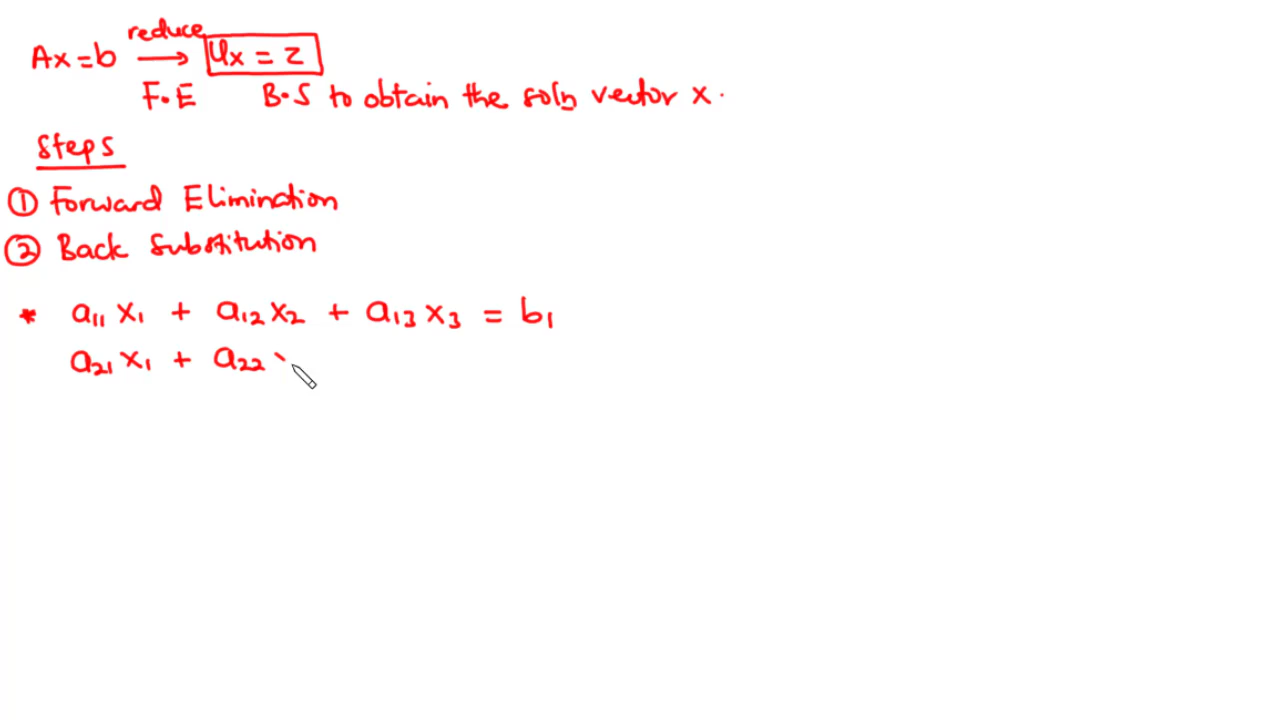 reduce
Ax = b → Ux = z
F.E B.S to obtain the soln vector x.
Steps
① Forward Elimination
② Back Substitution
* a₁₁ x₁ + a₁₂ x₂ + a₁₃ x₃ = b₁
a₂₁ x₁ + a₂₂